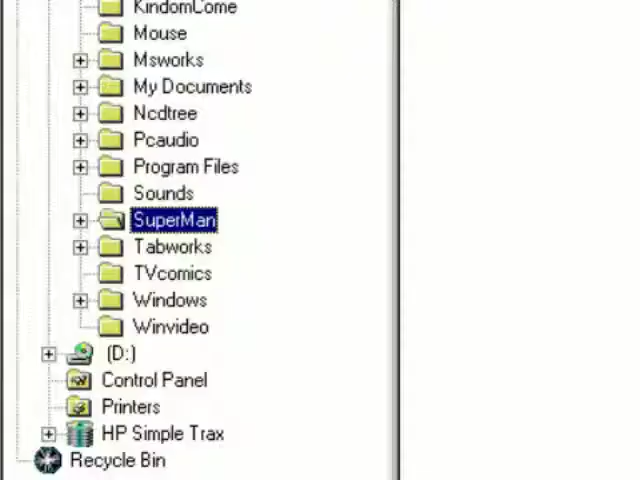 KindomCome
Mouse
Msworks
My Documents
Ncdtree
Pcaudio
Program Files
Sounds
SuperMan
Tabworks
TVcomics
Windows
Winvideo
(D:)
Control Panel
Printers
HP Simple Trax
Recycle Bin